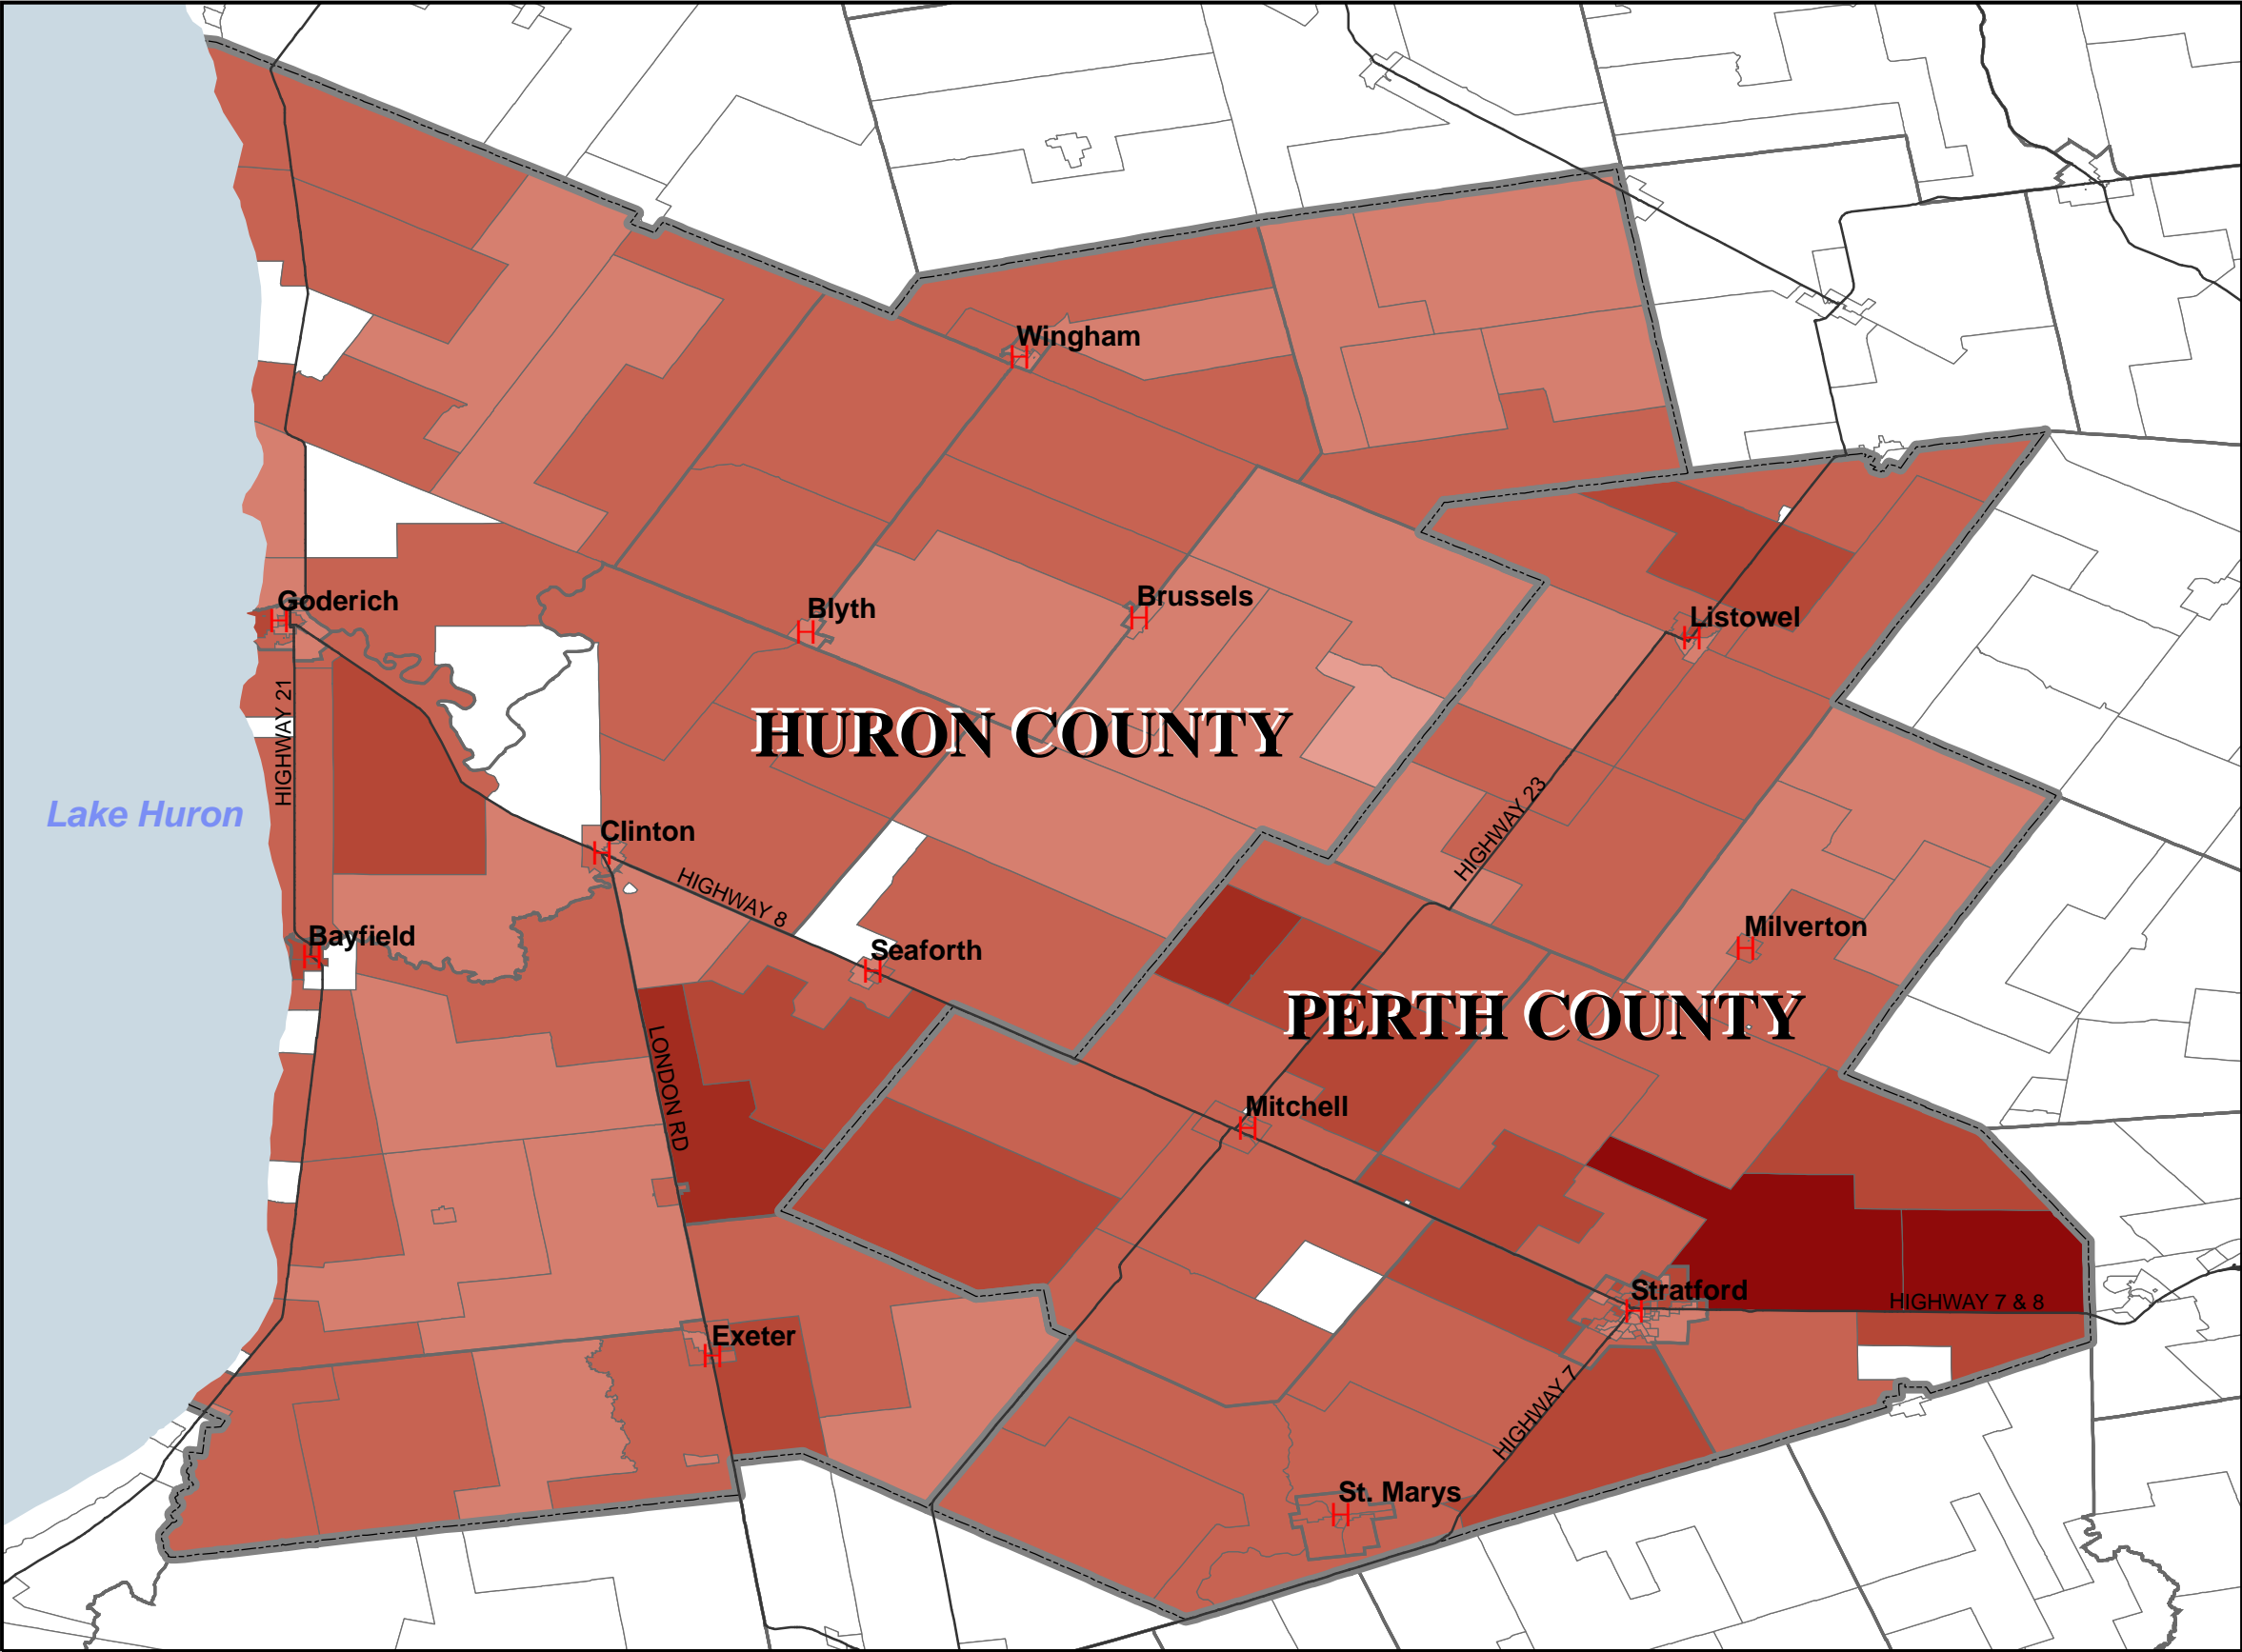 Wingham
Goderich
Blyth
Brussels
Listowel
HIGHWAY 21
HURON COUNTY
Lake Huron
HIGHWAY 23
Clinton
HIGHWAY 8
Bayfield
Seaforth
Milverton
PERTH COUNTY
LONDON RD
Mitchell
Stratford
HIGHWAY 7 & 8
Exeter
HIGHWAY 7
St. Marys
H
H
H
H
H
H
H
H
H
H
H
H
H